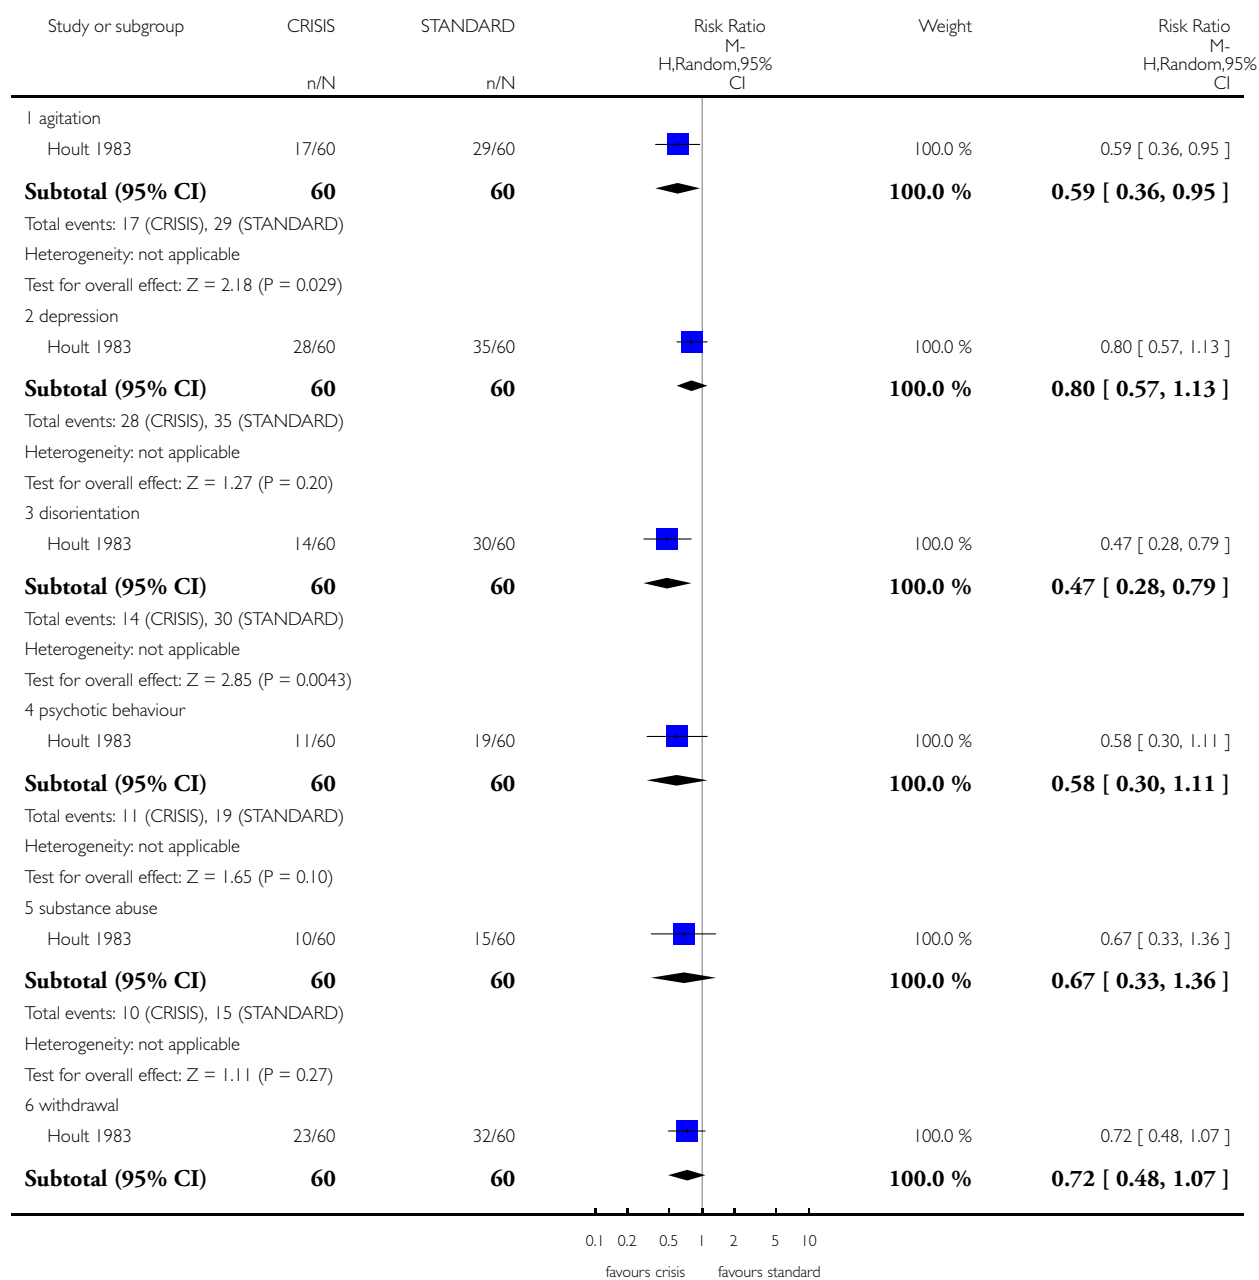 Study or subgroup CRISIS STANDARD Risk Ratio Weight Risk Ratio
M- M-
H,Random,95% H,Random,95%
n/N n/N CI CI
1 agitation
Hoult 1983 17/60 29/60 100.0 % 0.59 [ 0.36, 0.95 ]
Subtotal (95% CI) 60 60 100.0 % 0.59 [ 0.36, 0.95 ]
Total events: 17 (CRISIS), 29 (STANDARD)
Heterogeneity: not applicable
Test for overall effect: Z = 2.18 (P = 0.029)
2 depression
Hoult 1983 28/60 35/60 100.0 % 0.80 [ 0.57, 1.13 ]
Subtotal (95% CI) 60 60 100.0 % 0.80 [ 0.57, 1.13 ]
Total events: 28 (CRISIS), 35 (STANDARD)
Heterogeneity: not applicable
Test for overall effect: Z = 1.27 (P = 0.20)
3 disorientation
Hoult 1983 14/60 30/60 100.0 % 0.47 [ 0.28, 0.79 ]
Subtotal (95% CI) 60 60 100.0 % 0.47 [ 0.28, 0.79 ]
Total events: 14 (CRISIS), 30 (STANDARD)
Heterogeneity: not applicable
Test for overall effect: Z = 2.85 (P = 0.0043)
4 psychotic behaviour
Hoult 1983 11/60 19/60 100.0 % 0.58 [ 0.30, 1.11 ]
Subtotal (95% CI) 60 60 100.0 % 0.58 [ 0.30, 1.11 ]
Total events: 11 (CRISIS), 19 (STANDARD)
Heterogeneity: not applicable
Test for overall effect: Z = 1.65 (P = 0.10)
5 substance abuse
Hoult 1983 10/60 15/60 100.0 % 0.67 [ 0.33, 1.36 ]
Subtotal (95% CI) 60 60 100.0 % 0.67 [ 0.33, 1.36 ]
Total events: 10 (CRISIS), 15 (STANDARD)
Heterogeneity: not applicable
Test for overall effect: Z = 1.11 (P = 0.27)
6 withdrawal
Hoult 1983 23/60 32/60 100.0 % 0.72 [ 0.48, 1.07 ]
Subtotal (95% CI) 60 60 100.0 % 0.72 [ 0.48, 1.07 ]
0.1 0.2 0.5 1 2 5 10
favours crisis favours standard